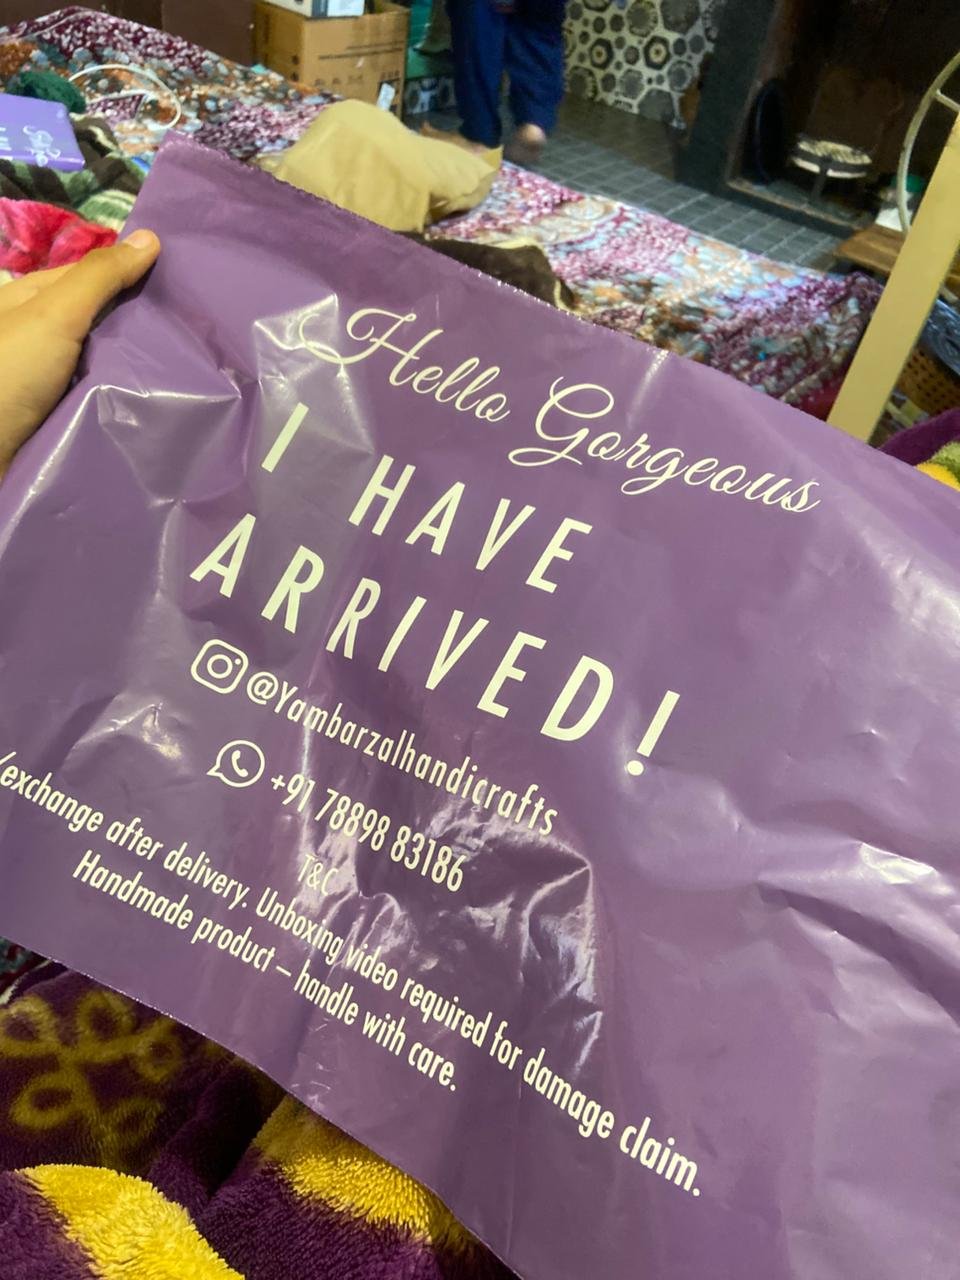 Hello Gorgeous
I HAVE
ARRIVED!
@Yambarzalhandicrafts
+91 78898 83186
T&C
/exchange after delivery. Unboxing video required for damage claim.
Handmade product – handle with care.